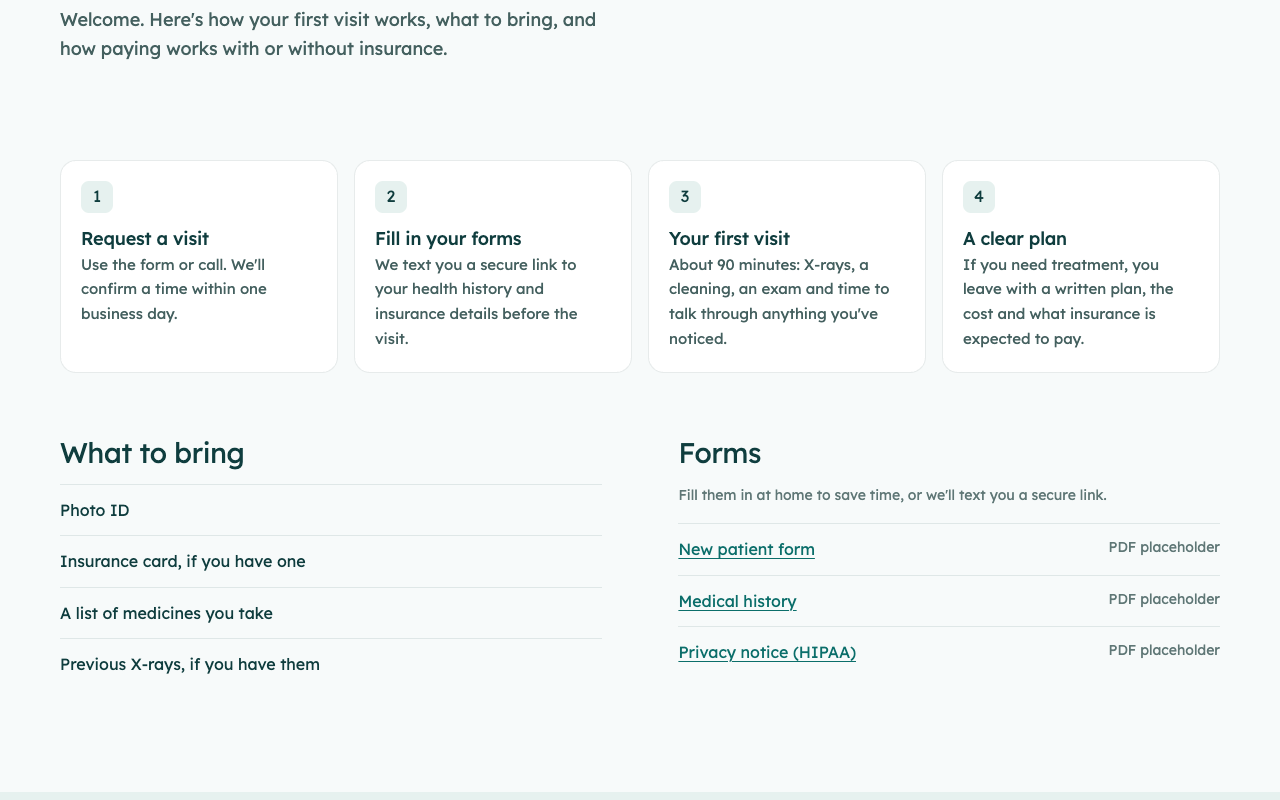 Welcome. Here's how your first visit works, what to bring, and
how paying works with or without insurance.
1
Request a visit
Use the form or call. We'll
confirm a time within one
business day.
2
Fill in your forms
We text you a secure link to
your health history and
insurance details before the
visit.
3
Your first visit
About 90 minutes: X-rays, a
cleaning, an exam and time to
talk through anything you've
noticed.
4
A clear plan
If you need treatment, you
leave with a written plan, the
cost and what insurance is
expected to pay.
What to bring
Photo ID
Insurance card, if you have one
A list of medicines you take
Previous X-rays, if you have them
Forms
Fill them in at home to save time, or we'll text you a secure link.
New patient form PDF placeholder
Medical history PDF placeholder
Privacy notice (HIPAA) PDF placeholder